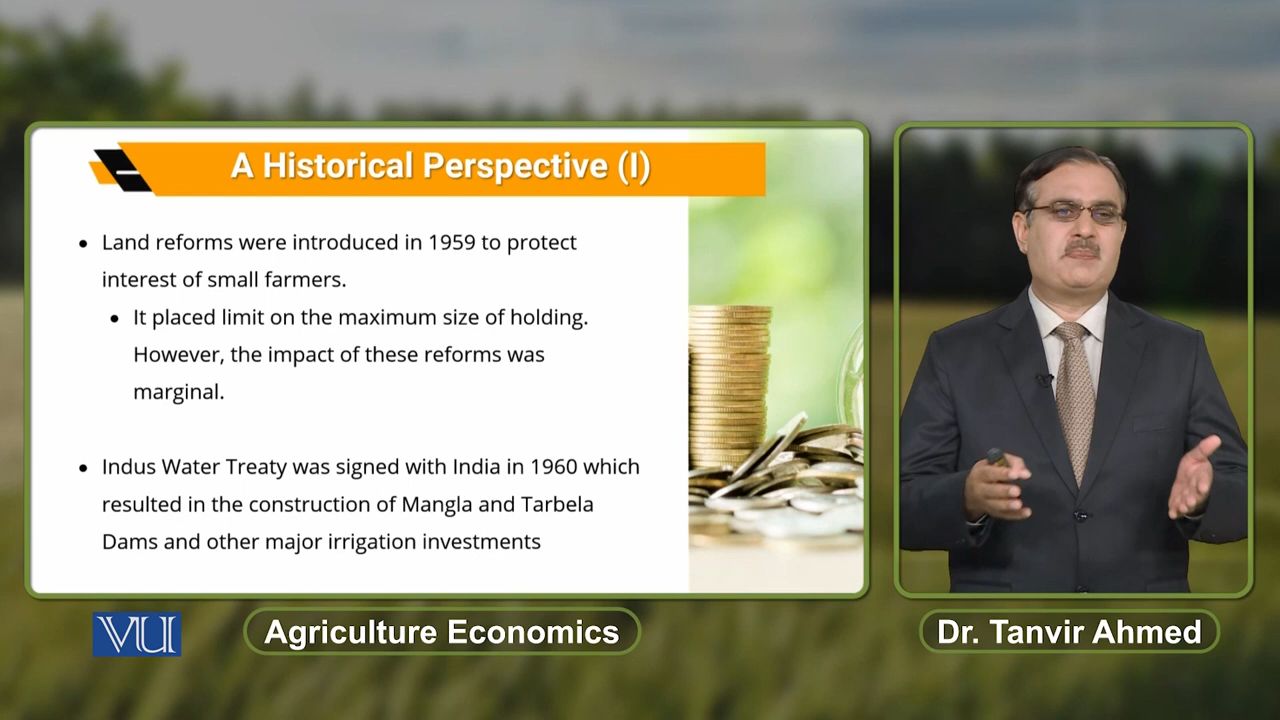 A Historical Perspective (I)
• Land reforms were introduced in 1959 to protect
interest of small farmers.
• It placed limit on the maximum size of holding.
However, the impact of these reforms was
marginal.
• Indus Water Treaty was signed with India in 1960 which
resulted in the construction of Mangla and Tarbela
Dams and other major irrigation investments
VU
Agriculture Economics
Dr. Tanvir Ahmed